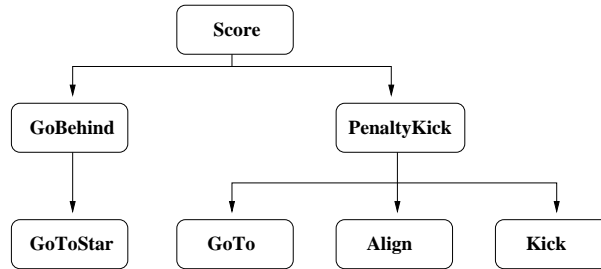 Score
GoBehind
PenaltyKick
GoToStar
GoTo
Align
Kick